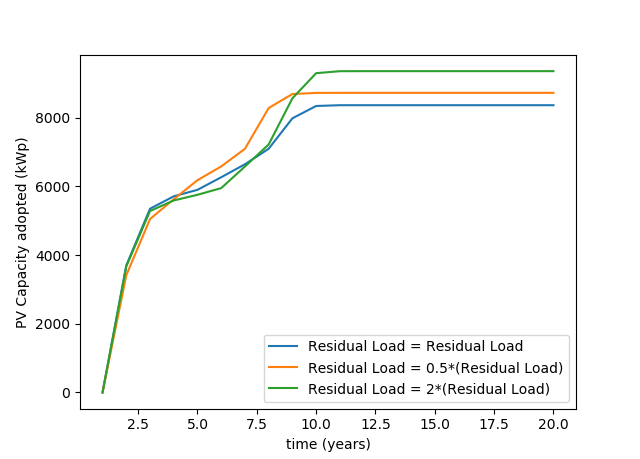 PV Capacity adopted (kWp)
8000
6000
4000
2000
0
Residual Load = Residual Load
Residual Load = 0.5*(Residual Load)
Residual Load = 2*(Residual Load)
2.5 5.0 7.5 10.0 12.5 15.0 17.5 20.0
time (years)